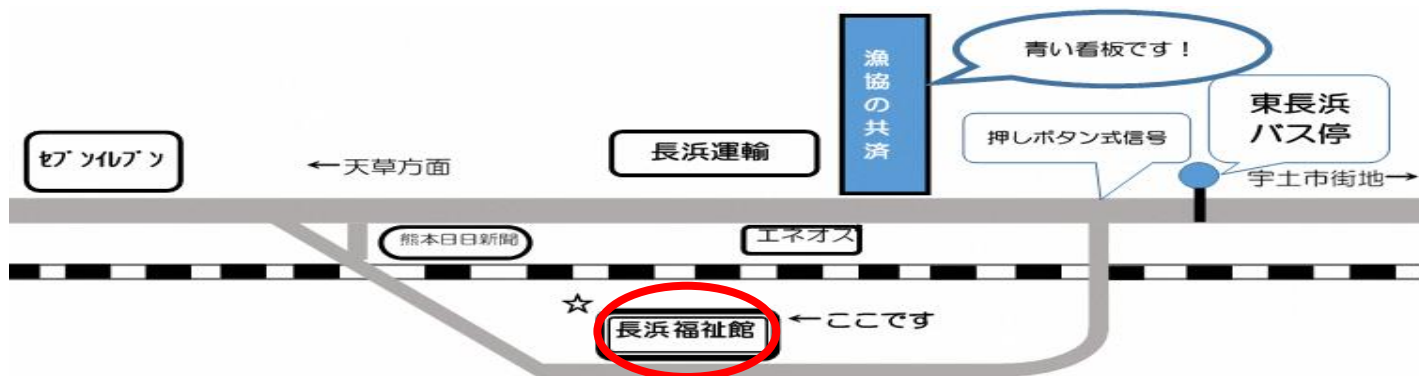 青い看板です!
漁協の共済
東長浜
バス停
押しボタン式信号
セブンイレブン
←天草方面
長浜運輸
宇土市街地→
熊本日日新聞
エネオス
☆
長浜福祉館
←ここです